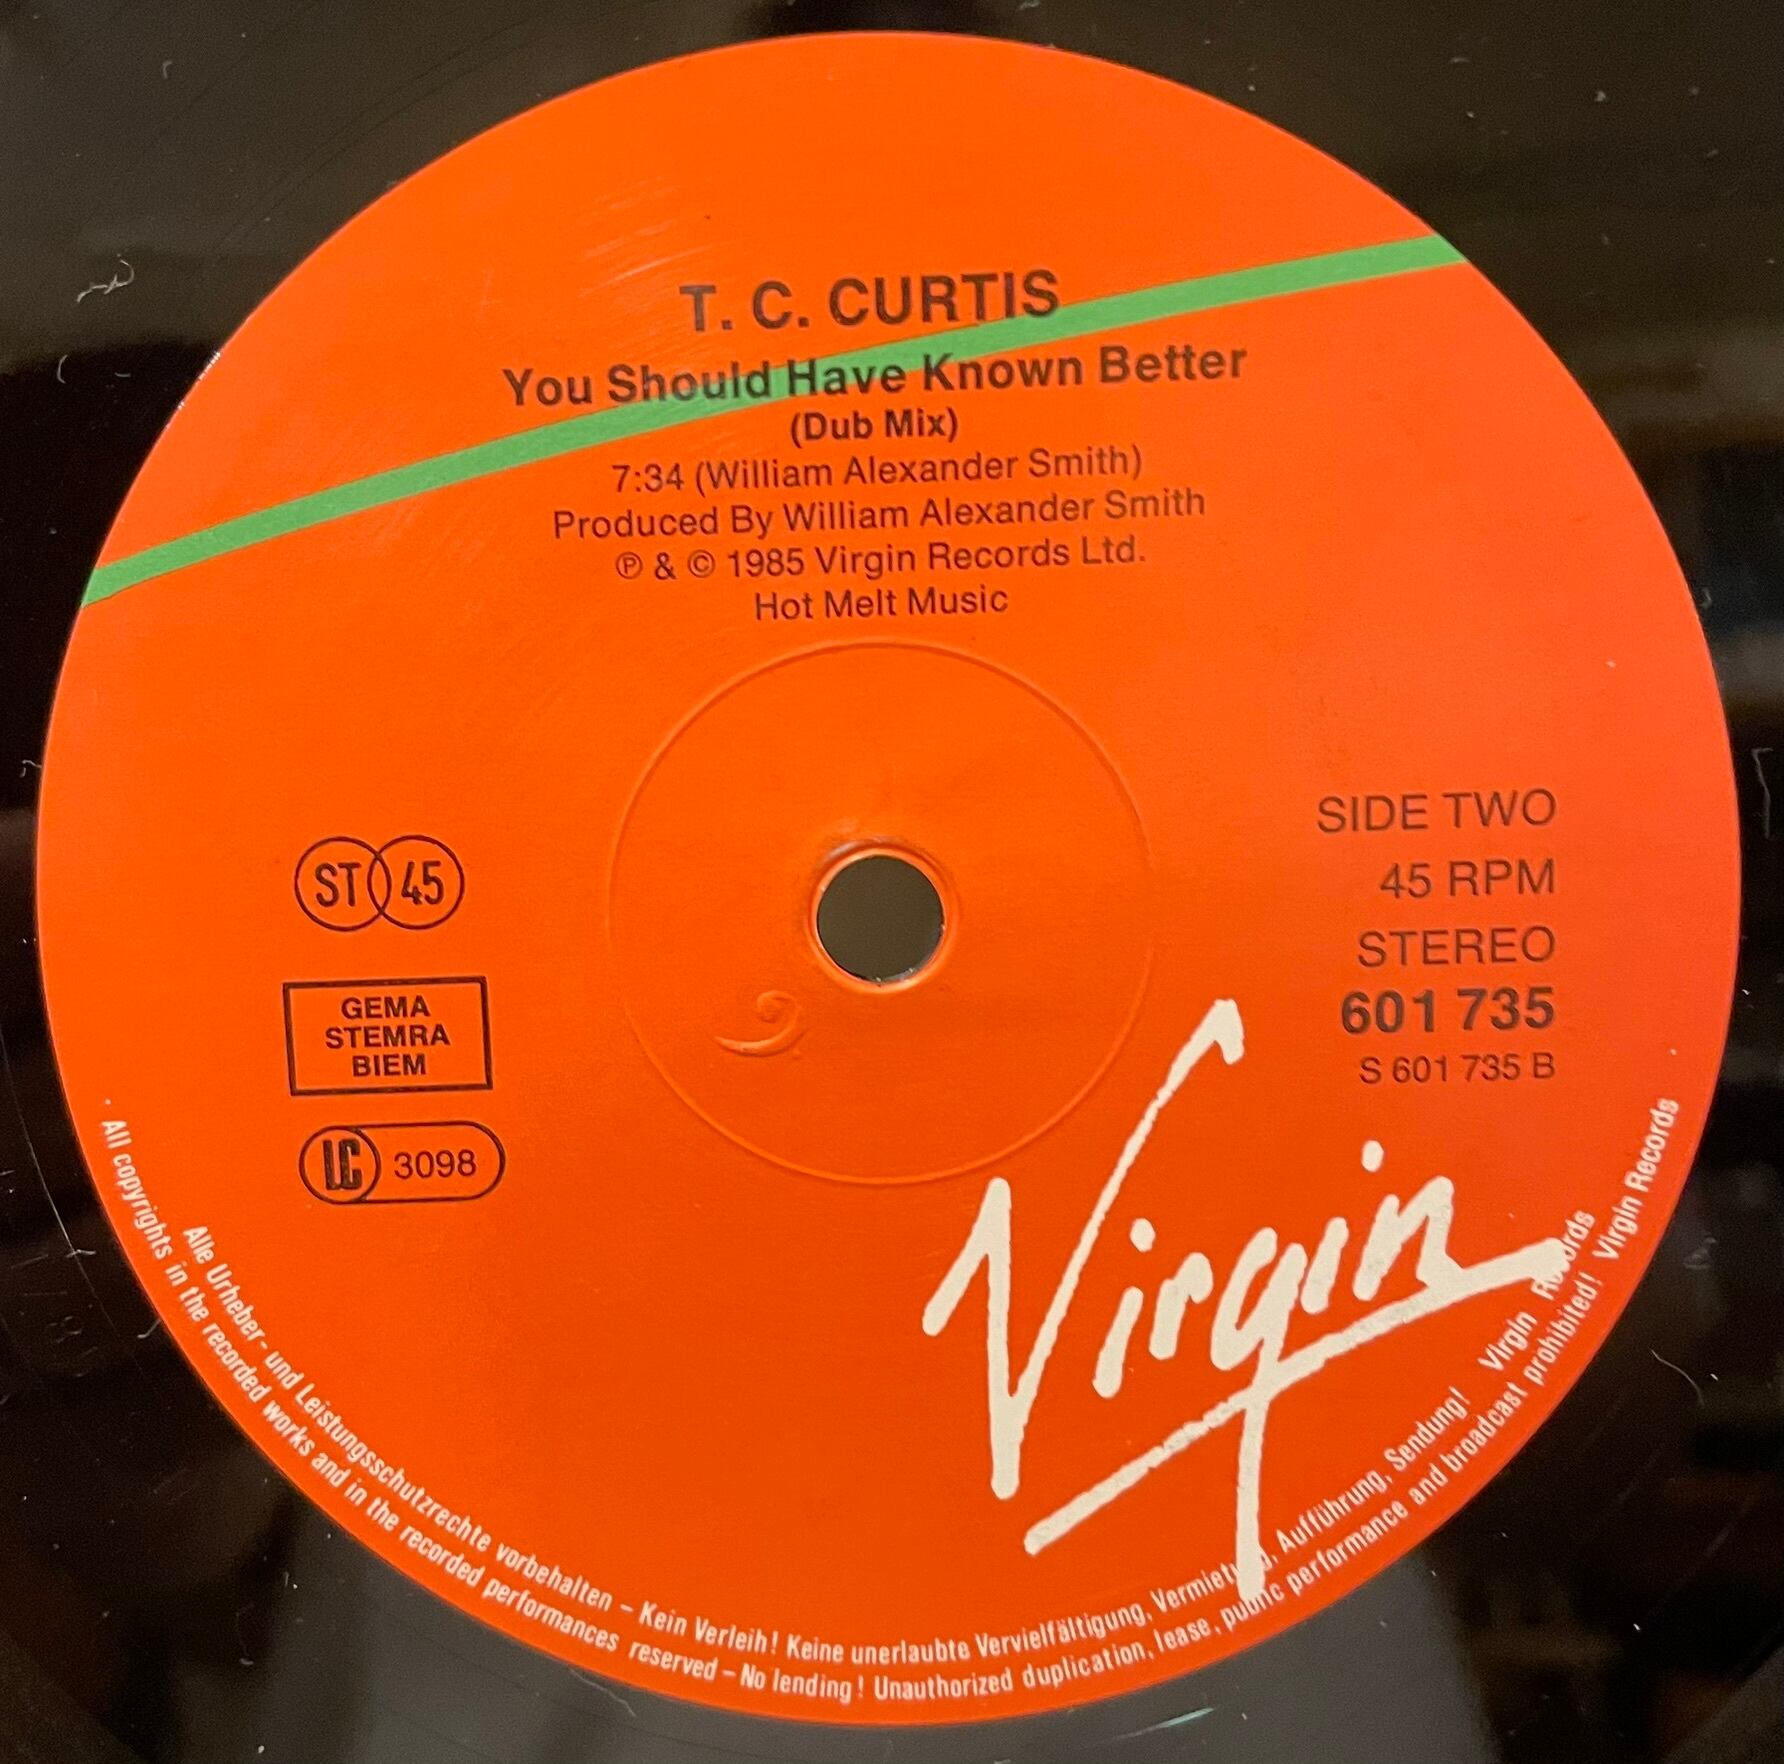 T. C. CURTIS
You Should Have Known Better
(Dub Mix)
7:34 (William Alexander Smith)
Produced By William Alexander Smith
℗ & © 1985 Virgin Records Ltd.
Hot Melt Music
ST 45
GEMA
STEMRA
BIEM
LC 3098
SIDE TWO
45 RPM
STEREO
601 735
S 601 735 B
Virgin
Alle Urheber- und Leistungsschutzrechte vorbehalten – Kein Verleih! Keine unerlaubte Vervielfältigung, Vermietung, Aufführung, Sendung! Virgin Records
· All copyrights in the recorded works and in the recorded performances reserved – No lending! Unauthorized duplication, lease, public performance and broadcast prohibited! Virgin Records